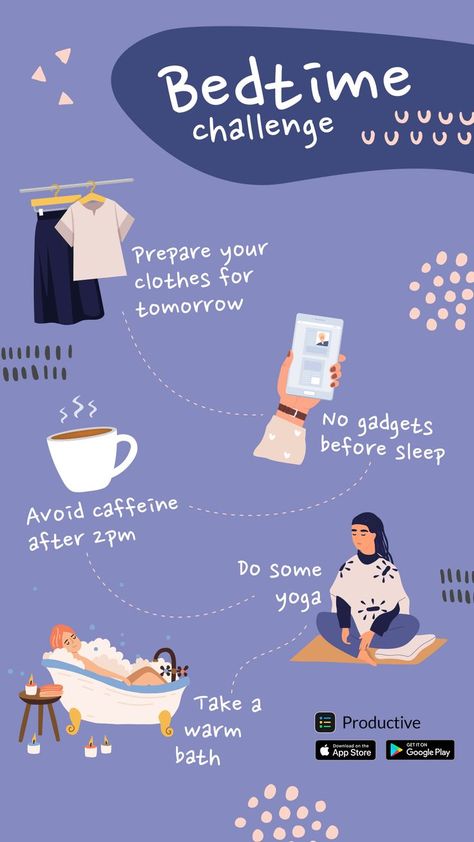 Bedtime
challenge
Prepare your
clothes for
tomorrow
No gadgets
before sleep
Avoid caffeine
after 2pm
Do some
yoga
Take a
warm
bath
Productive
Download on the
App Store
GET IT ON
Google Play